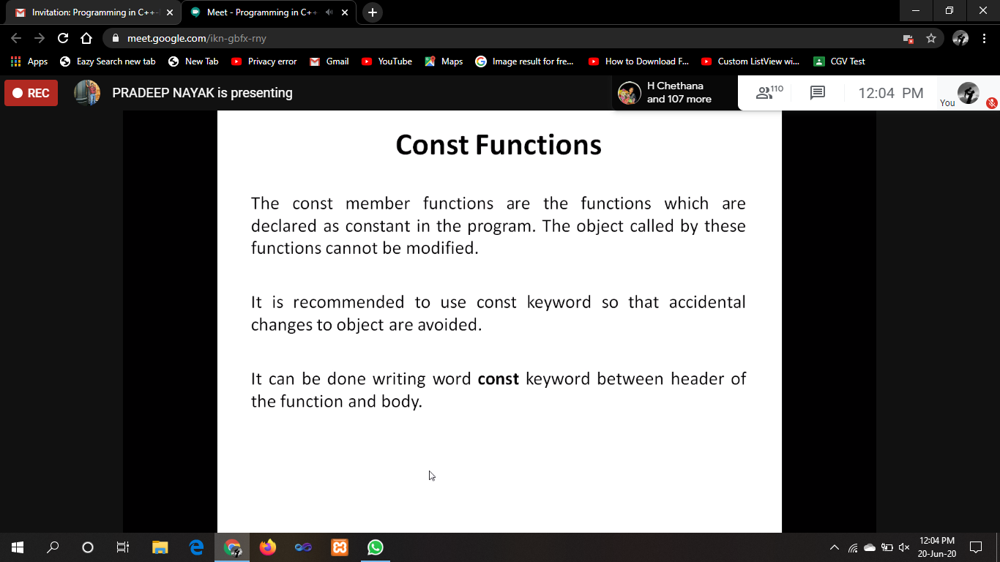 Invitation: Programming in C++-
Meet - Programming in C++
meet.google.com/ikn-gbfx-rny
Apps Eazy Search new tab New Tab Privacy error Gmail YouTube Maps Image result for fre... How to Download F... Custom ListView wi... CGV Test
REC PRADEEP NAYAK is presenting
H Chethana
and 107 more
110
12:04 PM
You
Const Functions
The const member functions are the functions which are
declared as constant in the program. The object called by these
functions cannot be modified.
It is recommended to use const keyword so that accidental
changes to object are avoided.
It can be done writing word const keyword between header of
the function and body.
12:04 PM
20-Jun-20